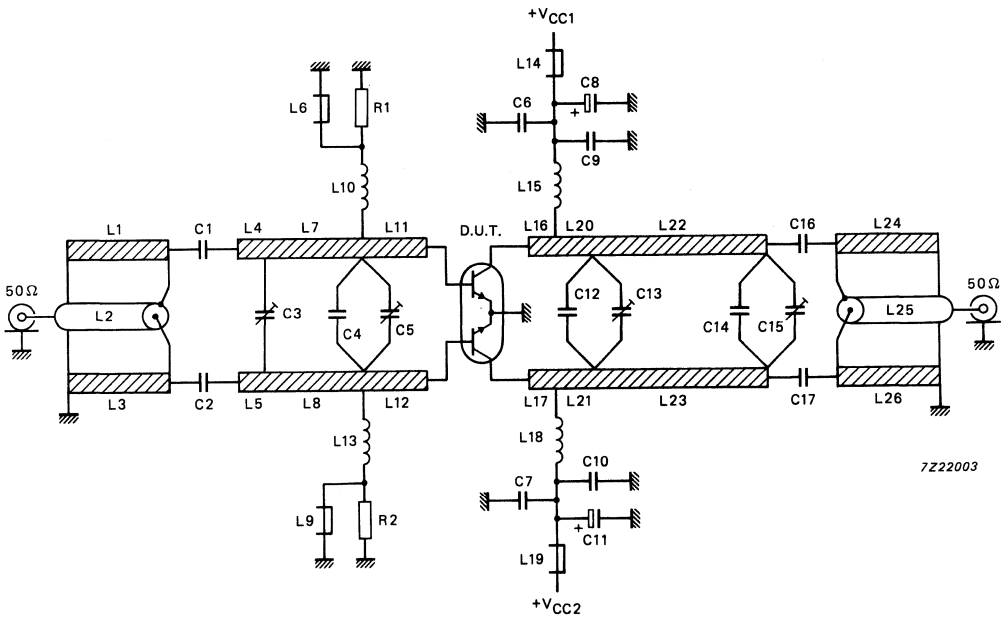 +VCC1
L14
C8
L6
R1
C6
+
C9
L10
L15
L1
C1
L4
L7
L11
D.U.T.
L16
L20
L22
C16
L24
50Ω
50Ω
L2
C3
C4
C5
C12
C13
C14
C15
L25
L3
C2
L5
L8
L12
L17
L21
L23
C17
L26
L13
L18
7Z22003
C7
C10
L9
R2
+
C11
L19
+VCC2